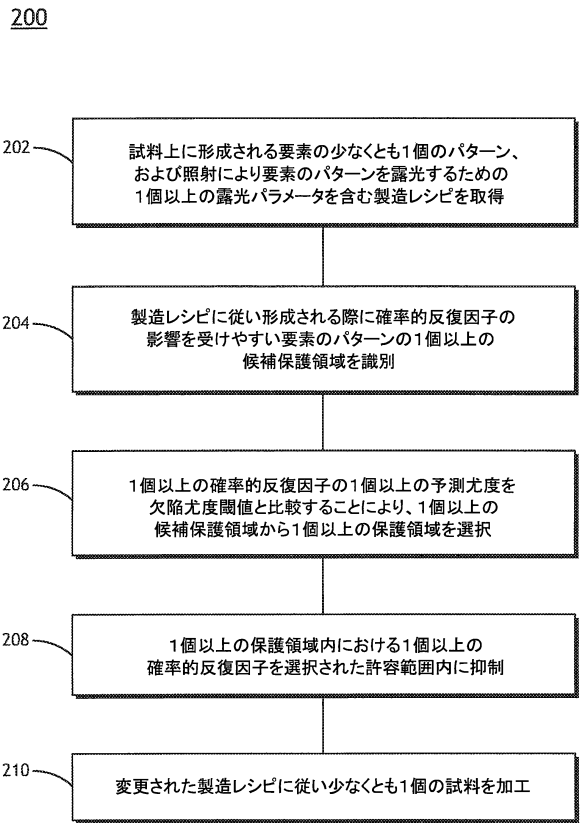 200
202
試料上に形成される要素の少なくとも1個のパターン、
および照射により要素のパターンを露光するための
1個以上の露光パラメータを含む製造レシピを取得
204
製造レシピに従い形成される際に確率的反復因子の
影響を受けやすい要素のパターンの1個以上の
候補保護領域を識別
206
1個以上の確率的反復因子の1個以上の予測尤度を
欠陥尤度閾値と比較することにより、1個以上の
候補保護領域から1個以上の保護領域を選択
208
1個以上の保護領域内における1個以上の
確率的反復因子を選択された許容範囲内に抑制
210
変更された製造レシピに従い少なくとも1個の試料を加工